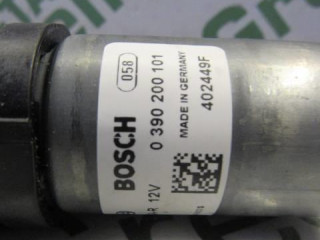 058
BOSCH
0 390 200 101
MADE IN GERMANY
402449F
12V